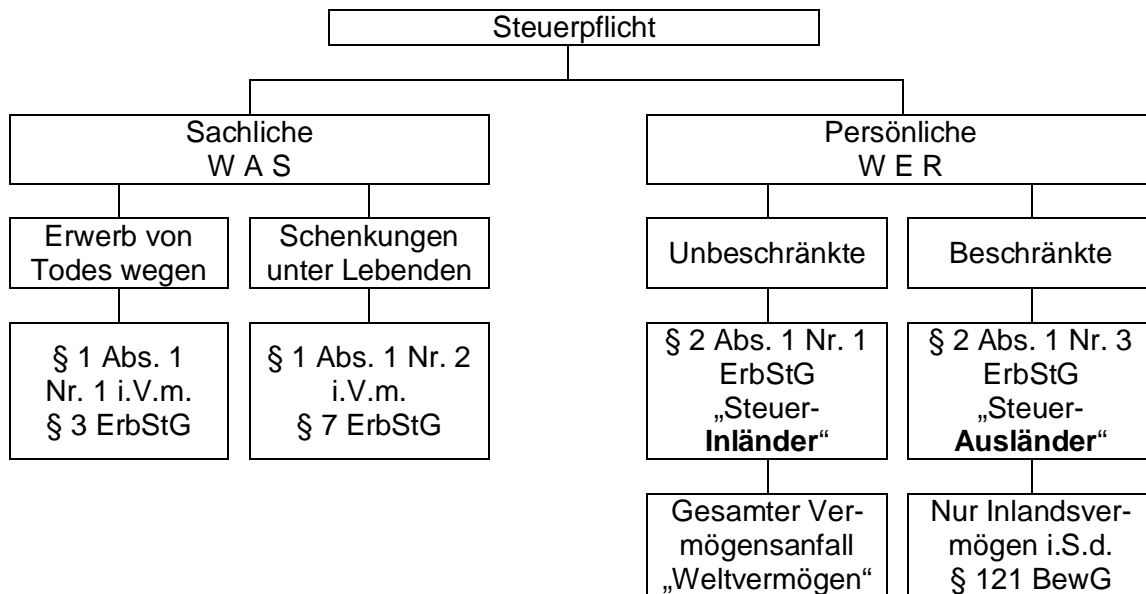 Steuerpflicht
Sachliche
W A S
Persönliche
W E R
Erwerb von
Todes wegen
Schenkungen
unter Lebenden
Unbeschränkte
Beschränkte
§ 1 Abs. 1
Nr. 1 i.V.m.
§ 3 ErbStG
§ 1 Abs. 1 Nr. 2
i.V.m.
§ 7 ErbStG
§ 2 Abs. 1 Nr. 1
ErbStG
„Steuer-
Inländer“
§ 2 Abs. 1 Nr. 3
ErbStG
„Steuer-
Ausländer“
Gesamter Ver-
mögensanfall
„Weltvermögen“
Nur Inlandsver-
mögen i.S.d.
§ 121 BewG